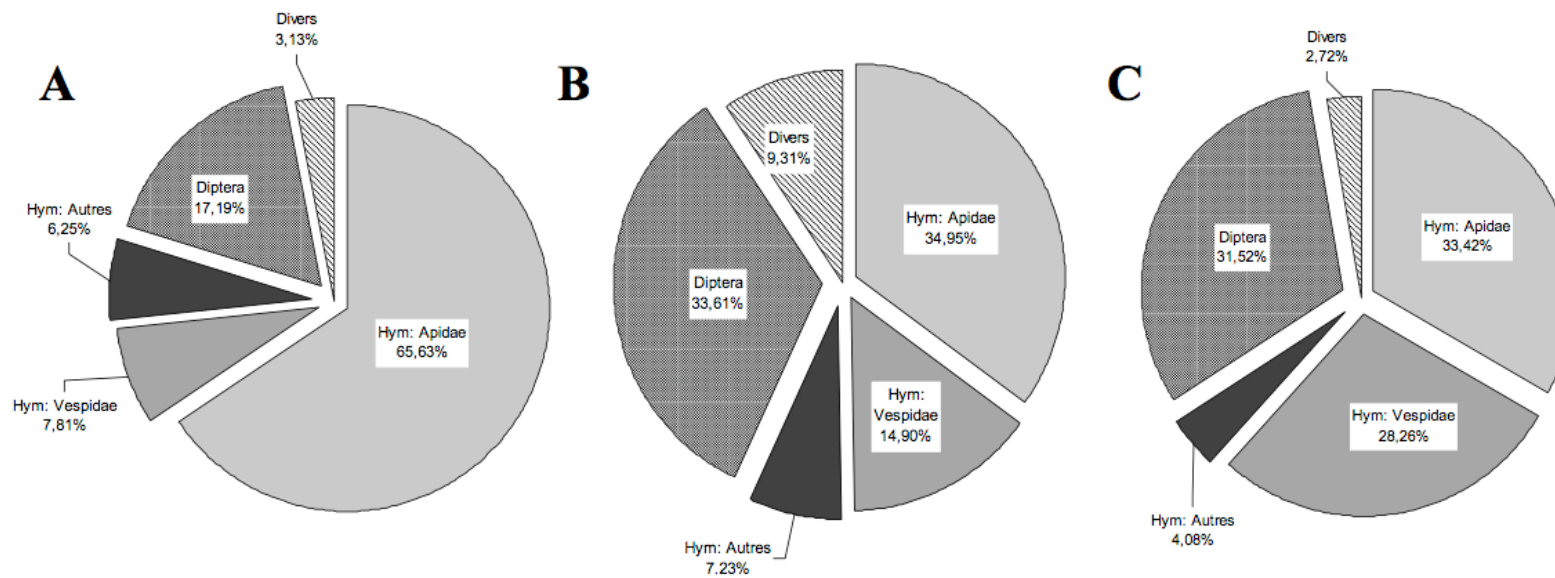 A
Divers
3,13%
Diptera
17,19%
Hym: Autres
6,25%
Hym: Vespidae
7,81%
Hym: Apidae
65,63%
B
Divers
9,31%
Hym: Apidae
34,95%
Diptera
33,61%
Hym:
Vespidae
14,90%
Hym: Autres
7.23%
C
Divers
2,72%
Hym: Apidae
33,42%
Diptera
31,52%
Hym: Vespidae
28,26%
Hym: Autres
4,08%